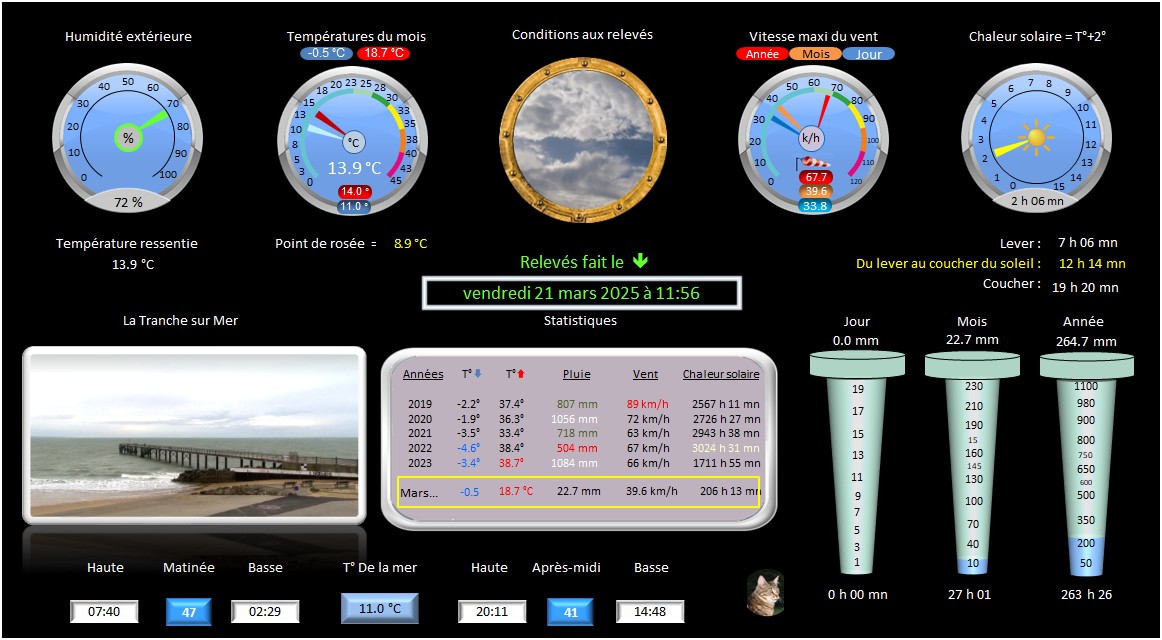 Humidité extérieure
Températures du mois
Conditions aux relevés
Vitesse maxi du vent
Chaleur solaire = T°+2°
-0.5 °C 18.7 °C
Année Mois Jour
0 10 20 30 40 50 60 70 80 90 100
%
72 %
0 3 5 8 10 13 15 18 20 23 25 28 30 33 35 38 40 43 45
°C
13.9 °C
14.0 °
11.0 °
0 10 20 30 40 50 60 70 80 90 100 110 120
k/h
67.7
39.6
33.8
0 1 2 3 4 5 6 7 8 9 10 11 12 13 14 15
2 h 06 mn
Température ressentie
13.9 °C
Point de rosée = 8.9 °C
Relevés fait le
vendredi 21 mars 2025 à 11:56
Lever : 7 h 06 mn
Du lever au coucher du soleil : 12 h 14 mn
Coucher : 19 h 20 mn
La Tranche sur Mer
Statistiques
Années T° T° Pluie Vent Chaleur solaire
2019 -2.2° 37.4° 807 mm 89 km/h 2567 h 11 mn
2020 -1.9° 36.3° 1056 mm 72 km/h 2726 h 27 mn
2021 -3.5° 33.4° 718 mm 63 km/h 2943 h 38 mn
2022 -4.6° 38.4° 504 mm 67 km/h 3024 h 31 mn
2023 -3.4° 38.7° 1084 mm 66 km/h 1711 h 55 mn
Mars... -0.5 18.7 °C 22.7 mm 39.6 km/h 206 h 13 mn
Jour
0.0 mm
19
17
15
13
11
9
7
5
3
1
0 h 00 mn
Mois
22.7 mm
230
210
190
15
160
145
130
100
70
40
10
27 h 01
Année
264.7 mm
1100
980
900
800
750
650
600
500
350
200
50
263 h 26
Haute Matinée Basse T° De la mer Haute Après-midi Basse
07:40 47 02:29 11.0 °C 20:11 41 14:48